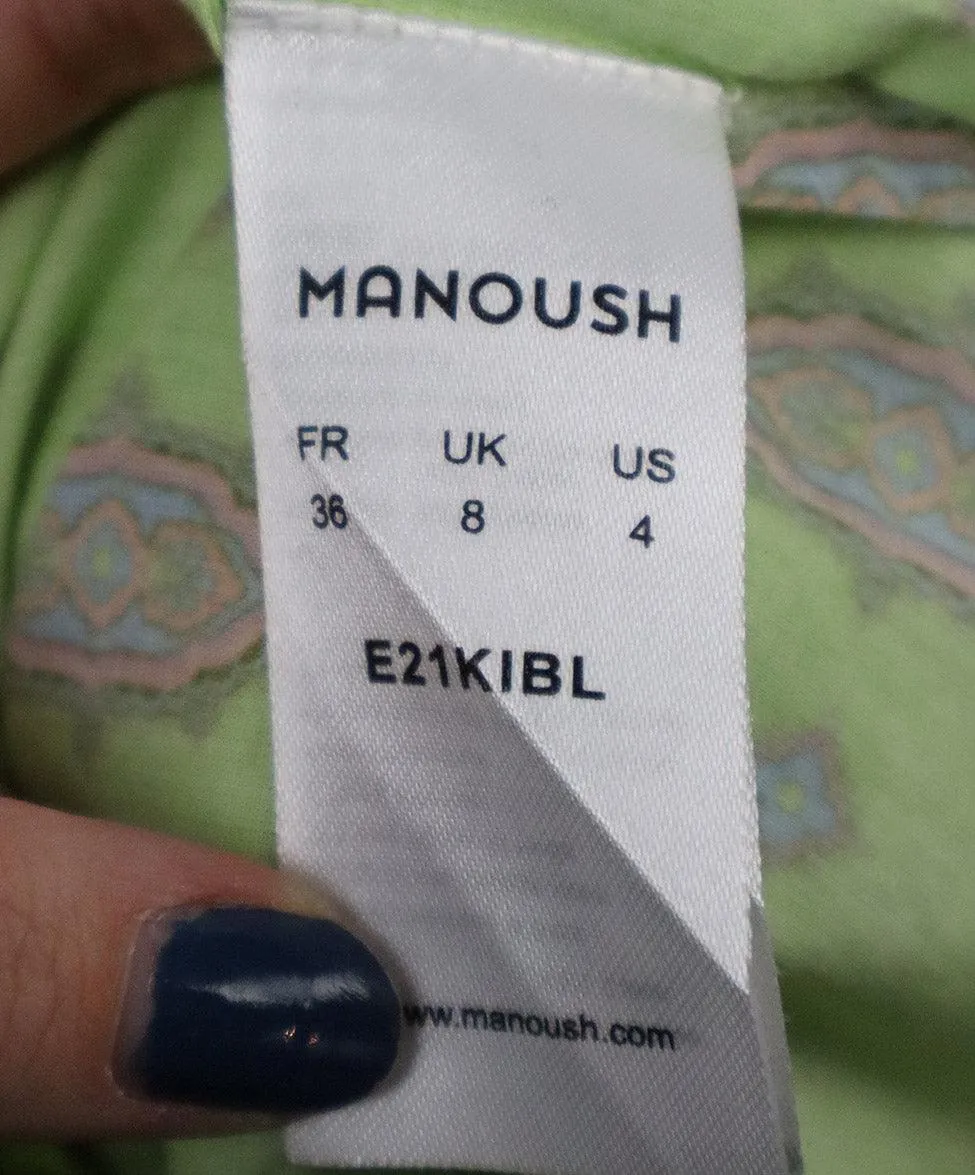 MANOUSH
FR UK US
36 8 4
E21KIBL
ww.manoush.com